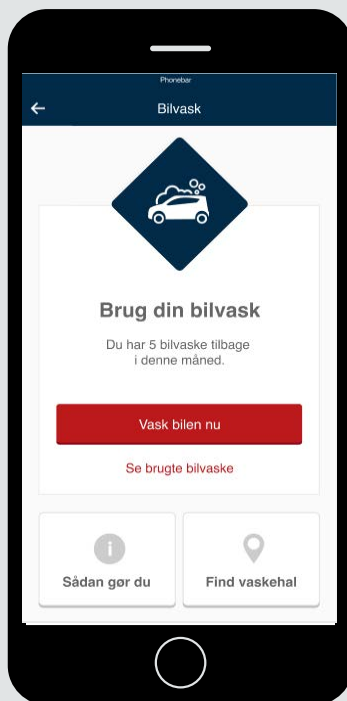 Phonebar
Bilvask
Brug din bilvask
Du har 5 bilvaske tilbage
i denne måned.
Vask bilen nu
Se brugte bilvaske
Sådan gør du
Find vaskehal